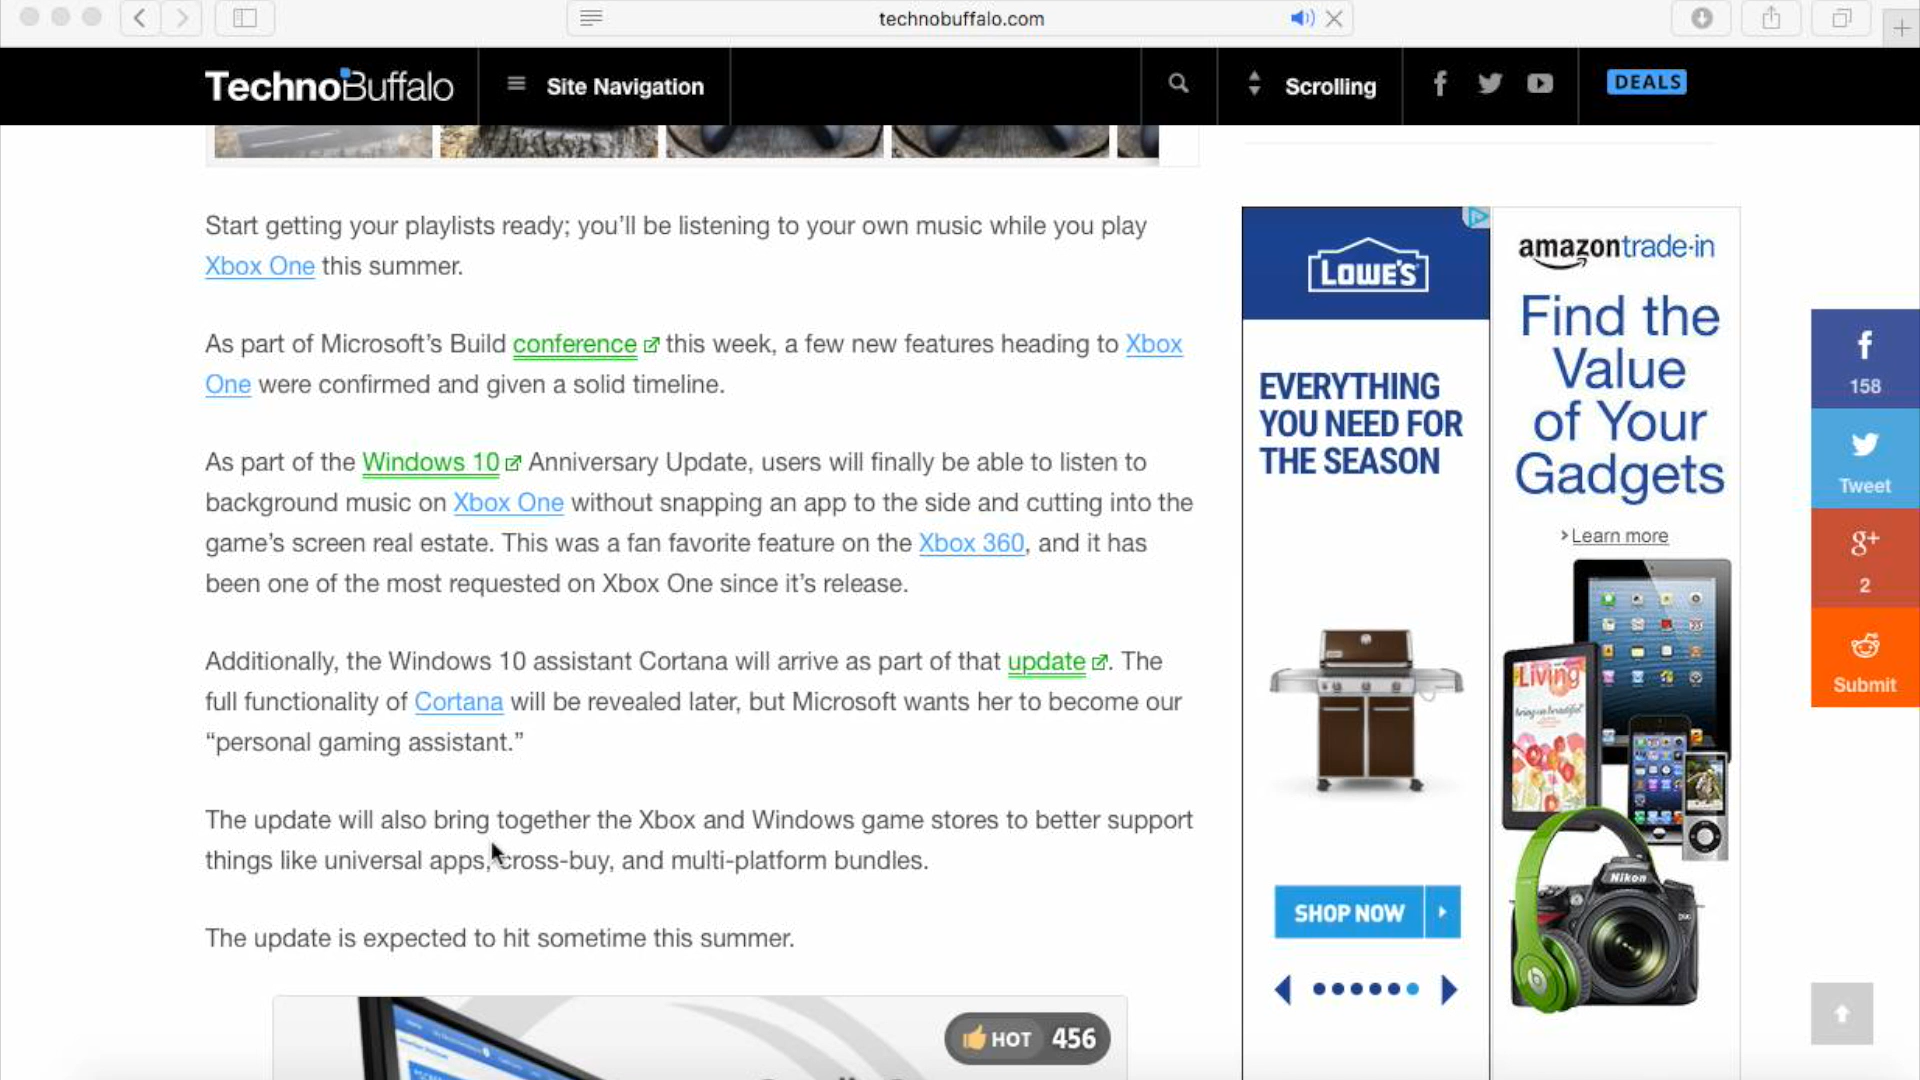 technobuffalo.com
TechnoBuffalo
Site Navigation
Scrolling
DEALS
Start getting your playlists ready; you’ll be listening to your own music while you play
Xbox One this summer.
As part of Microsoft’s Build conference this week, a few new features heading to Xbox
One were confirmed and given a solid timeline.
As part of the Windows 10 Anniversary Update, users will finally be able to listen to
background music on Xbox One without snapping an app to the side and cutting into the
game’s screen real estate. This was a fan favorite feature on the Xbox 360, and it has
been one of the most requested on Xbox One since it’s release.
Additionally, the Windows 10 assistant Cortana will arrive as part of that update. The
full functionality of Cortana will be revealed later, but Microsoft wants her to become our
“personal gaming assistant.”
The update will also bring together the Xbox and Windows game stores to better support
things like universal apps, cross-buy, and multi-platform bundles.
The update is expected to hit sometime this summer.
HOT 456
LOWE'S
EVERYTHING
YOU NEED FOR
THE SEASON
SHOP NOW
amazontrade-in
Find the
Value
of Your
Gadgets
Learn more
Living
Nikon
158
Tweet
g+
2
Submit